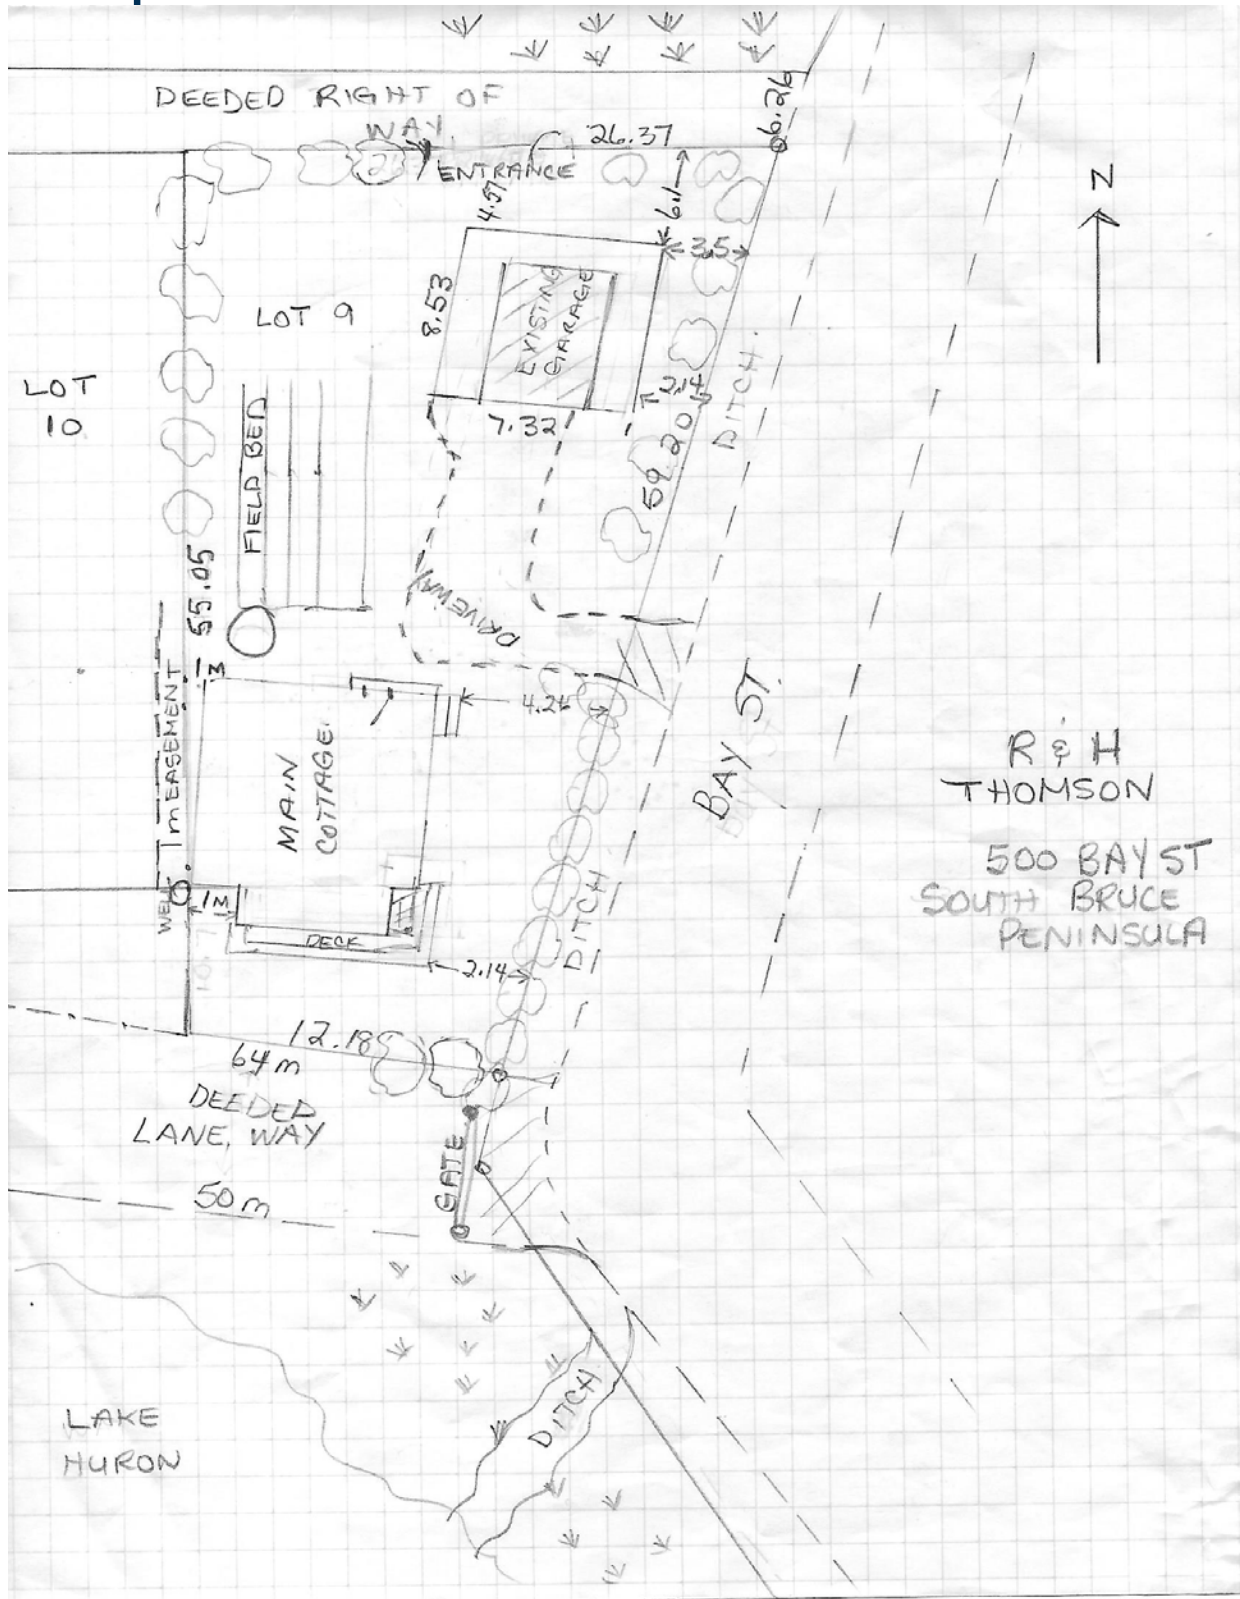 DEEDED RIGHT OF
WAY
26.37
6.26
ENTRANCE
N
4.57
6.1
3.5
8.53
EXISTING
GARAGE
LOT 9
LOT
10
2.14
DITCH
7.32
59.20
FIELD BED
55.05
DRIVEWAY
1M
4.26
1m EASEMENT
MAIN
COTTAGE
BAY ST.
R & H
THOMSON
500 BAY ST
SOUTH BRUCE
PENINSULA
WELL
1M
DECK
DITCH
2.14
12.18
64m
DEEDED
LANE, WAY
GATE
50m
DITCH
LAKE
HURON